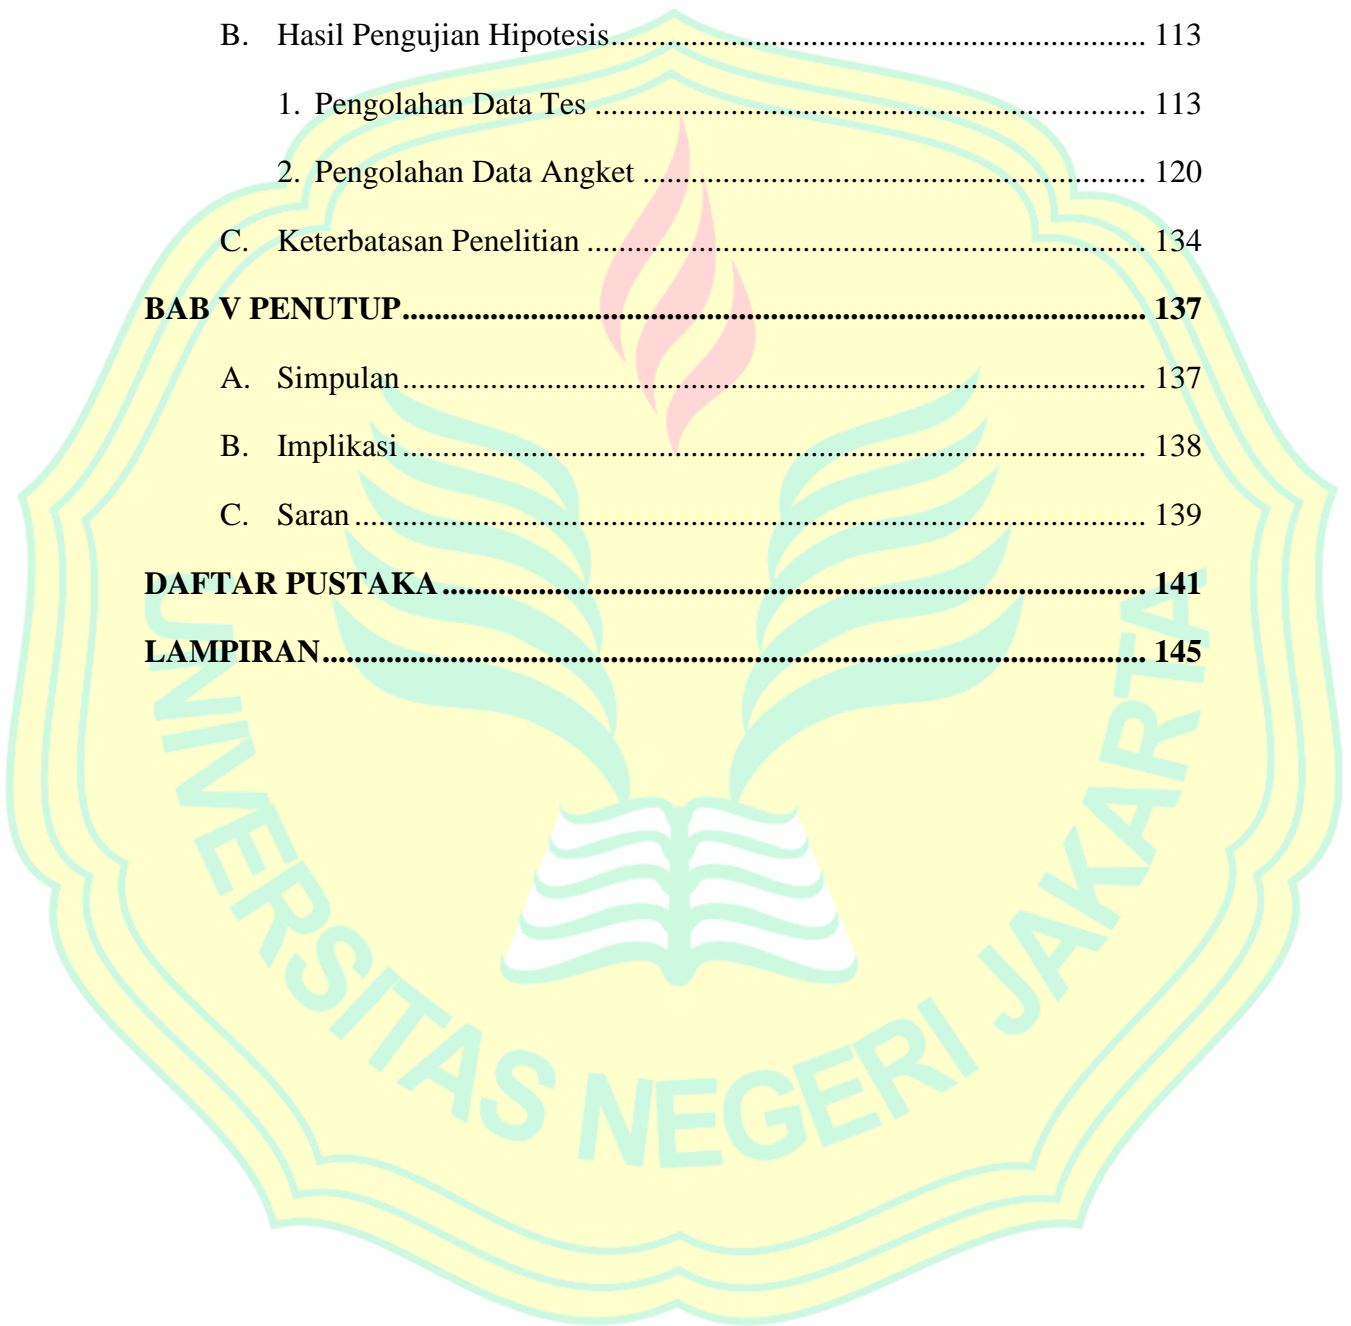 B. Hasil Pengujian Hipotesis.................................................................. 113
1. Pengolahan Data Tes .................................................................... 113
2. Pengolahan Data Angket .............................................................. 120
C. Keterbatasan Penelitian ..................................................................... 134
BAB V PENUTUP............................................................................................ 137
A. Simpulan............................................................................................ 137
B. Implikasi ............................................................................................ 138
C. Saran .................................................................................................. 139
DAFTAR PUSTAKA ....................................................................................... 141
LAMPIRAN...................................................................................................... 145
UNIVERSITAS NEGERI JAKARTA